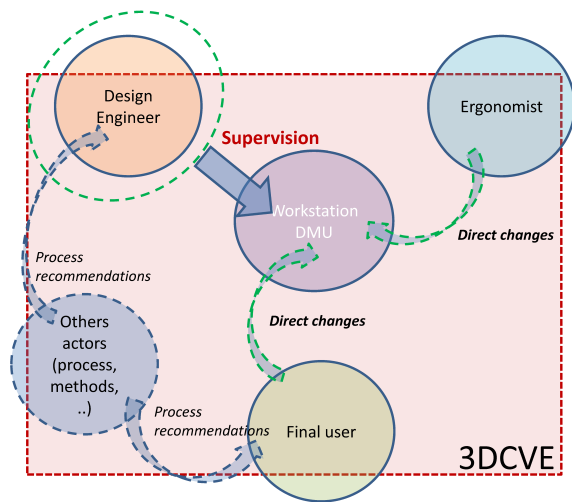 Design
Engineer
Ergonomist
Supervision
Workstation
DMU
Direct changes
Process
recommendations
Direct changes
Others
actors
(process,
methods,
..)
Process
recommendations
Final user
3DCVE